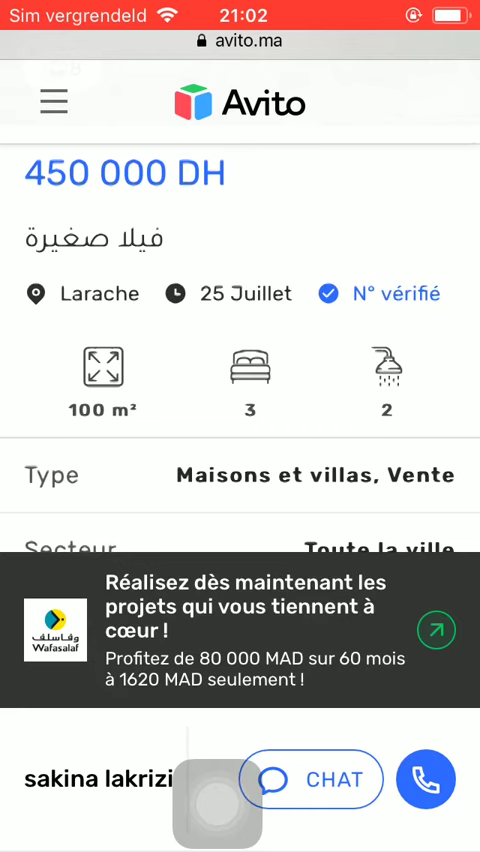 Sim vergrendeld
21:02
avito.ma
Avito
450 000 DH
فيلا صغيرة
Larache
25 Juillet
N° vérifié
100 m²
3
2
Type
Maisons et villas, Vente
Secteur
Toute la ville
Réalisez dès maintenant les
projets qui vous tiennent à
cœur !
Profitez de 80 000 MAD sur 60 mois
à 1620 MAD seulement !
وفاسلف
Wafasalaf
sakina lakrizi
CHAT